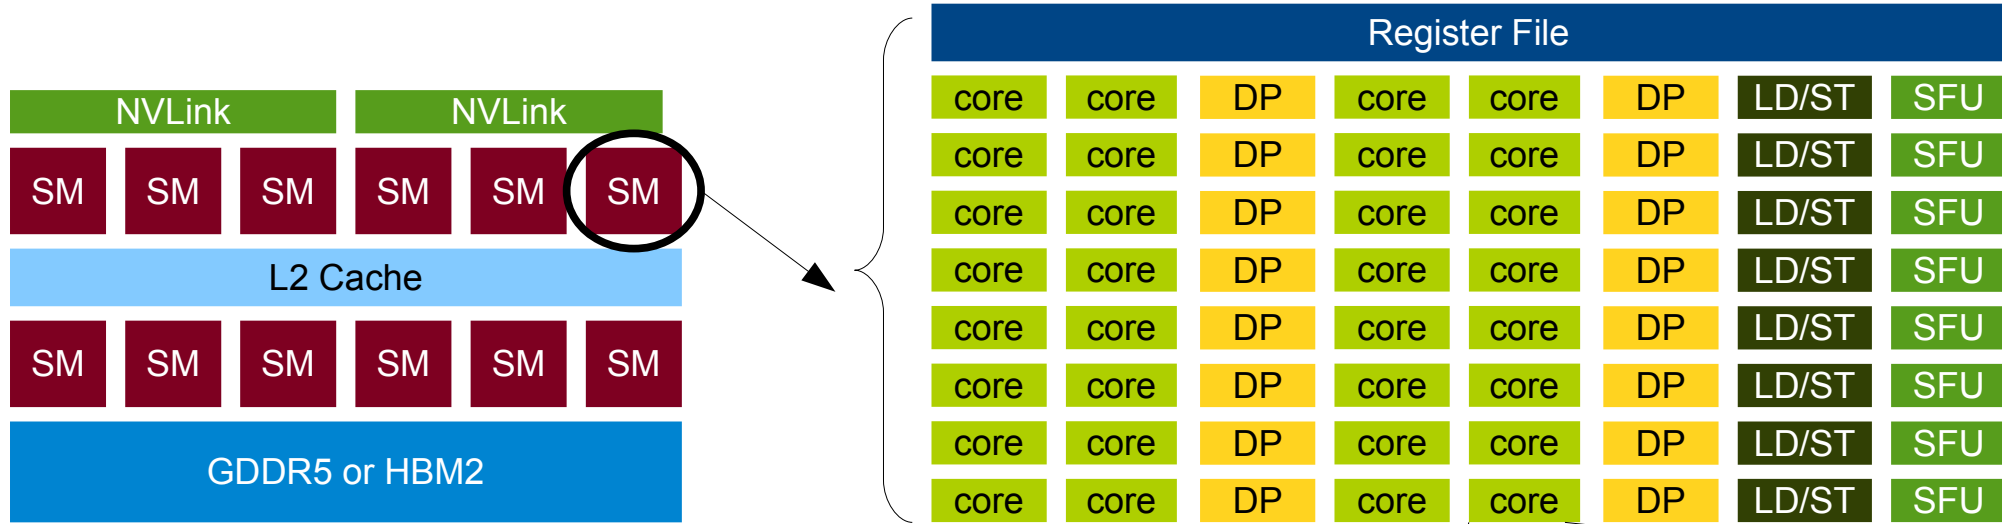 NVLink NVLink
SM SM SM SM SM SM
L2 Cache
SM SM SM SM SM SM
GDDR5 or HBM2
Register File
core core DP core core DP LD/ST SFU
core core DP core core DP LD/ST SFU
core core DP core core DP LD/ST SFU
core core DP core core DP LD/ST SFU
core core DP core core DP LD/ST SFU
core core DP core core DP LD/ST SFU
core core DP core core DP LD/ST SFU
core core DP core core DP LD/ST SFU